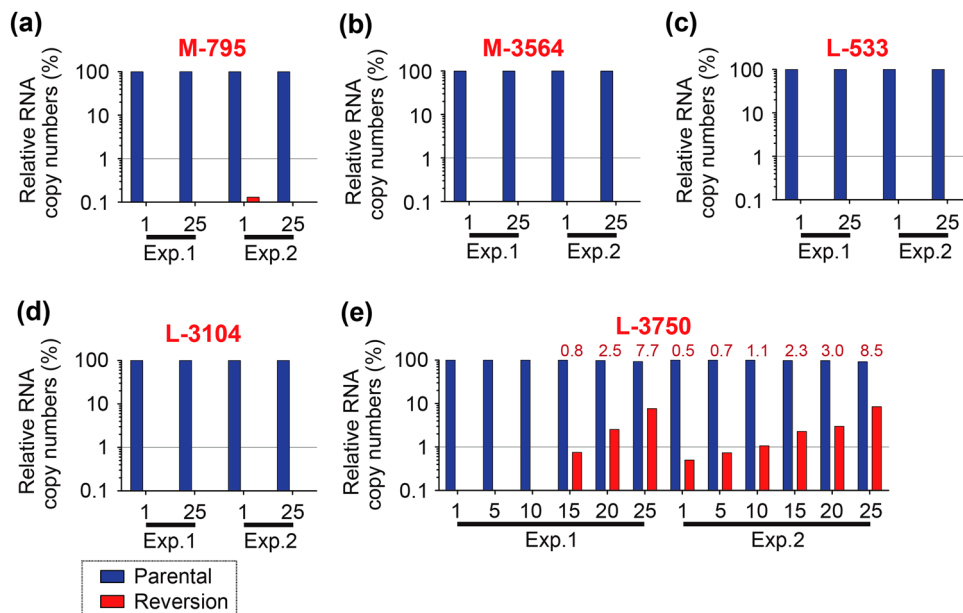 (a)
M-795
Relative RNA
copy numbers (%)
100
1
0.1
1 25 1 25
Exp.1 Exp.2
(b)
M-3564
Relative RNA
copy numbers (%)
100
1
0.1
1 25 1 25
Exp.1 Exp.2
(c)
L-533
Relative RNA
copy numbers (%)
100
1
0.1
1 25 1 25
Exp.1 Exp.2
(d)
L-3104
Relative RNA
copy numbers (%)
100
10
1
0.1
1 25 1 25
Exp.1 Exp.2
(e)
L-3750
0.8 2.5 7.7 0.5 0.7 1.1 2.3 3.0 8.5
Relative RNA
copy numbers (%)
100
10
1
0.1
1 5 10 15 20 25 1 5 10 15 20 25
Exp.1 Exp.2
Parental
Reversion